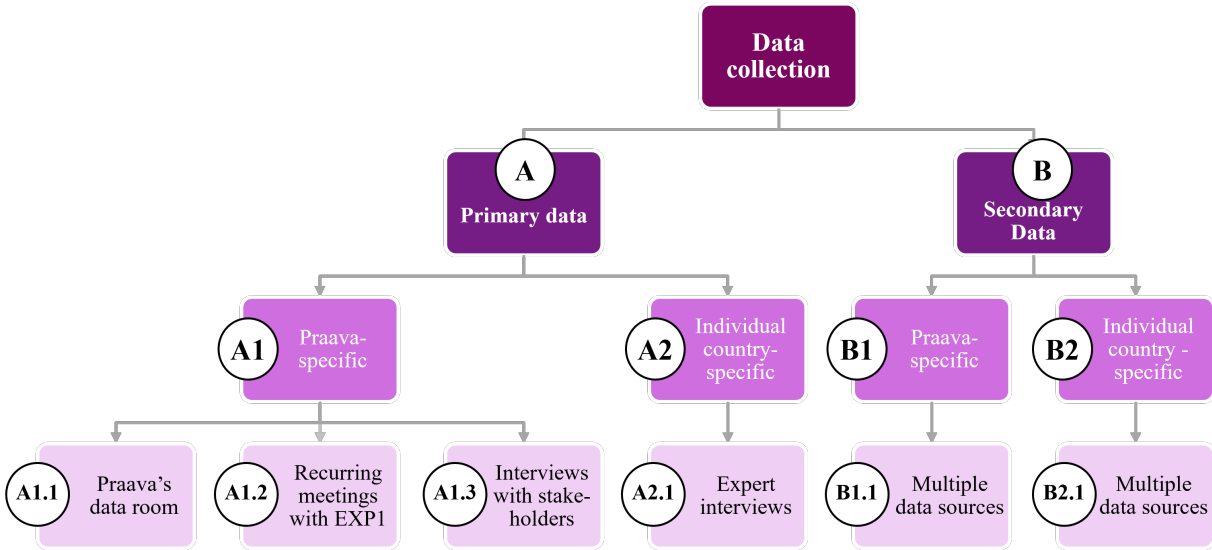 Data
collection
A
Primary data
B
Secondary
Data
A1
Praava-
specific
A2
Individual
country-
specific
B1
Praava-
specific
B2
Individual
country -
specific
A1.1
Praava’s
data room
A1.2
Recurring
meetings
with EXP1
A1.3
Interviews
with stake-
holders
A2.1
Expert
interviews
B1.1
Multiple
data sources
B2.1
Multiple
data sources